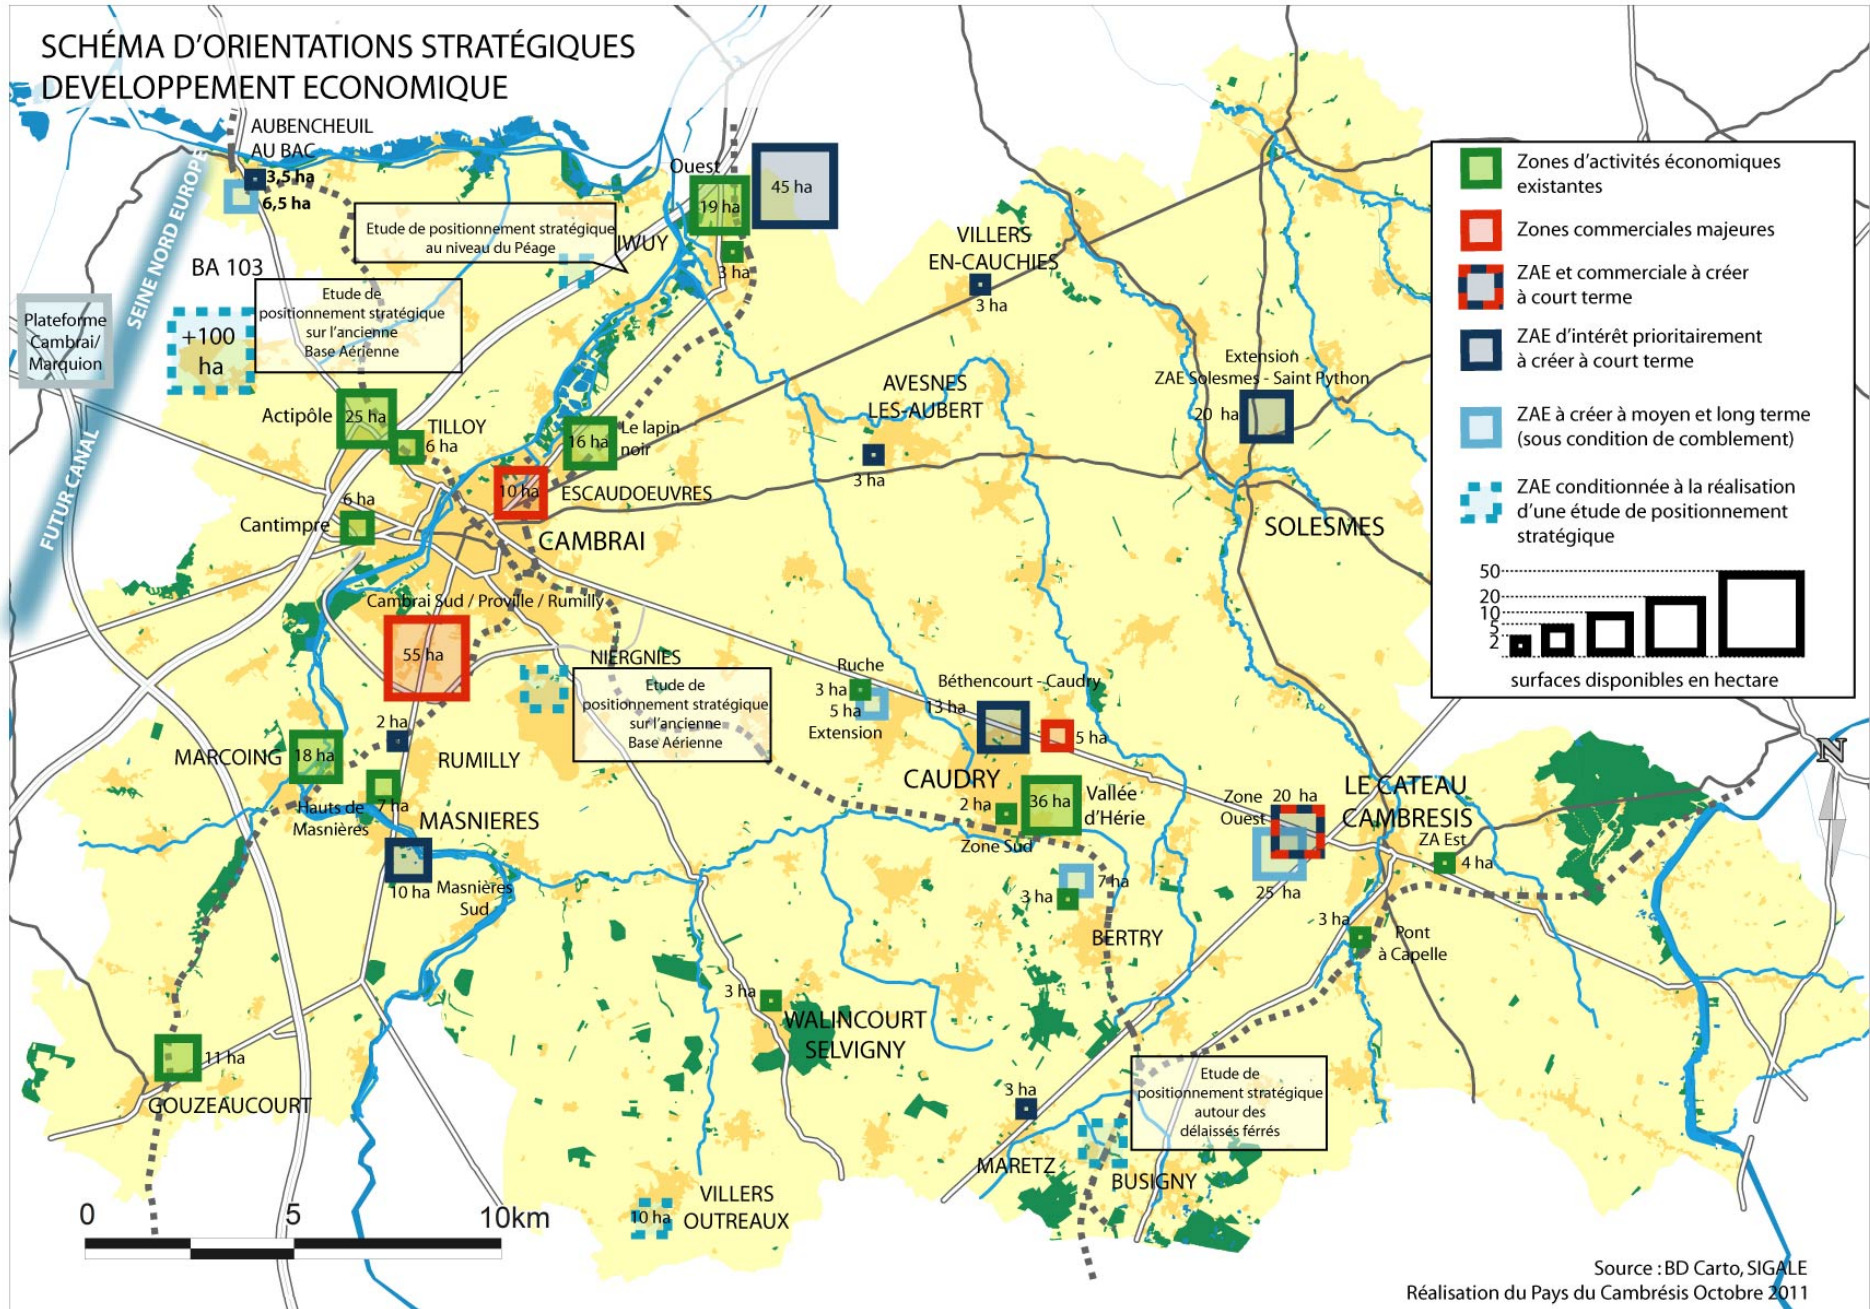 SCHÉMA D'ORIENTATIONS STRATÉGIQUES
DEVELOPPEMENT ECONOMIQUE
AUBENCHEUIL
AU BAC
3,5 ha
6,5 ha
SEINE NORD EUROPE
FUTUR CANAL
Plateforme
Cambrai/
Marquion
BA 103
+100
ha
Etude de positionnement stratégique
au niveau du Péage
Etude de
positionnement stratégique
sur l'ancienne
Base Aérienne
Ouest
19 ha
45 ha
IWUY
3 ha
VILLERS
EN-CAUCHIES
3 ha
AVESNES
LES-AUBERT
3 ha
Extension -
ZAE Solesmes - Saint Python
20 ha
SOLESMES
Actipôle
25 ha
TILLOY
6 ha
16 ha
Le lapin
noir
10 ha
ESCAUDOEUVRES
6 ha
Cantimpre
CAMBRAI
Cambrai Sud / Proville / Rumilly
55 ha
NIERGNIES
Etude de
positionnement stratégique
sur l'ancienne
Base Aérienne
Ruche
3 ha
5 ha
Extension
Béthencourt - Caudry
13 ha
5 ha
CAUDRY
2 ha
36 ha
Vallée
d'Hérie
Zone Sud
7 ha
3 ha
BERTRY
2 ha
MARCOING
18 ha
RUMILLY
7 ha
Hauts de
Masnières
MASNIERES
10 ha
Masnières
Sud
LE CATEAU
CAMBRESIS
Zone
Ouest
20 ha
25 ha
ZA Est
4 ha
3 ha
Pont
à Capelle
3 ha
WALINCOURT
SELVIGNY
11 ha
GOUZEAUCOURT
3 ha
MARETZ
Etude de
positionnement stratégique
autour des
délaissés férrés
BUSIGNY
10 ha
VILLERS
OUTREAUX
0 5 10km
N
Zones d'activités économiques
existantes
Zones commerciales majeures
ZAE et commerciale à créer
à court terme
ZAE d'intérêt prioritairement
à créer à court terme
ZAE à créer à moyen et long terme
(sous condition de comblement)
ZAE conditionnée à la réalisation
d'une étude de positionnement
stratégique
50
20
10
5
2
surfaces disponibles en hectare
Source : BD Carto, SIGALE
Réalisation du Pays du Cambrésis Octobre 2011